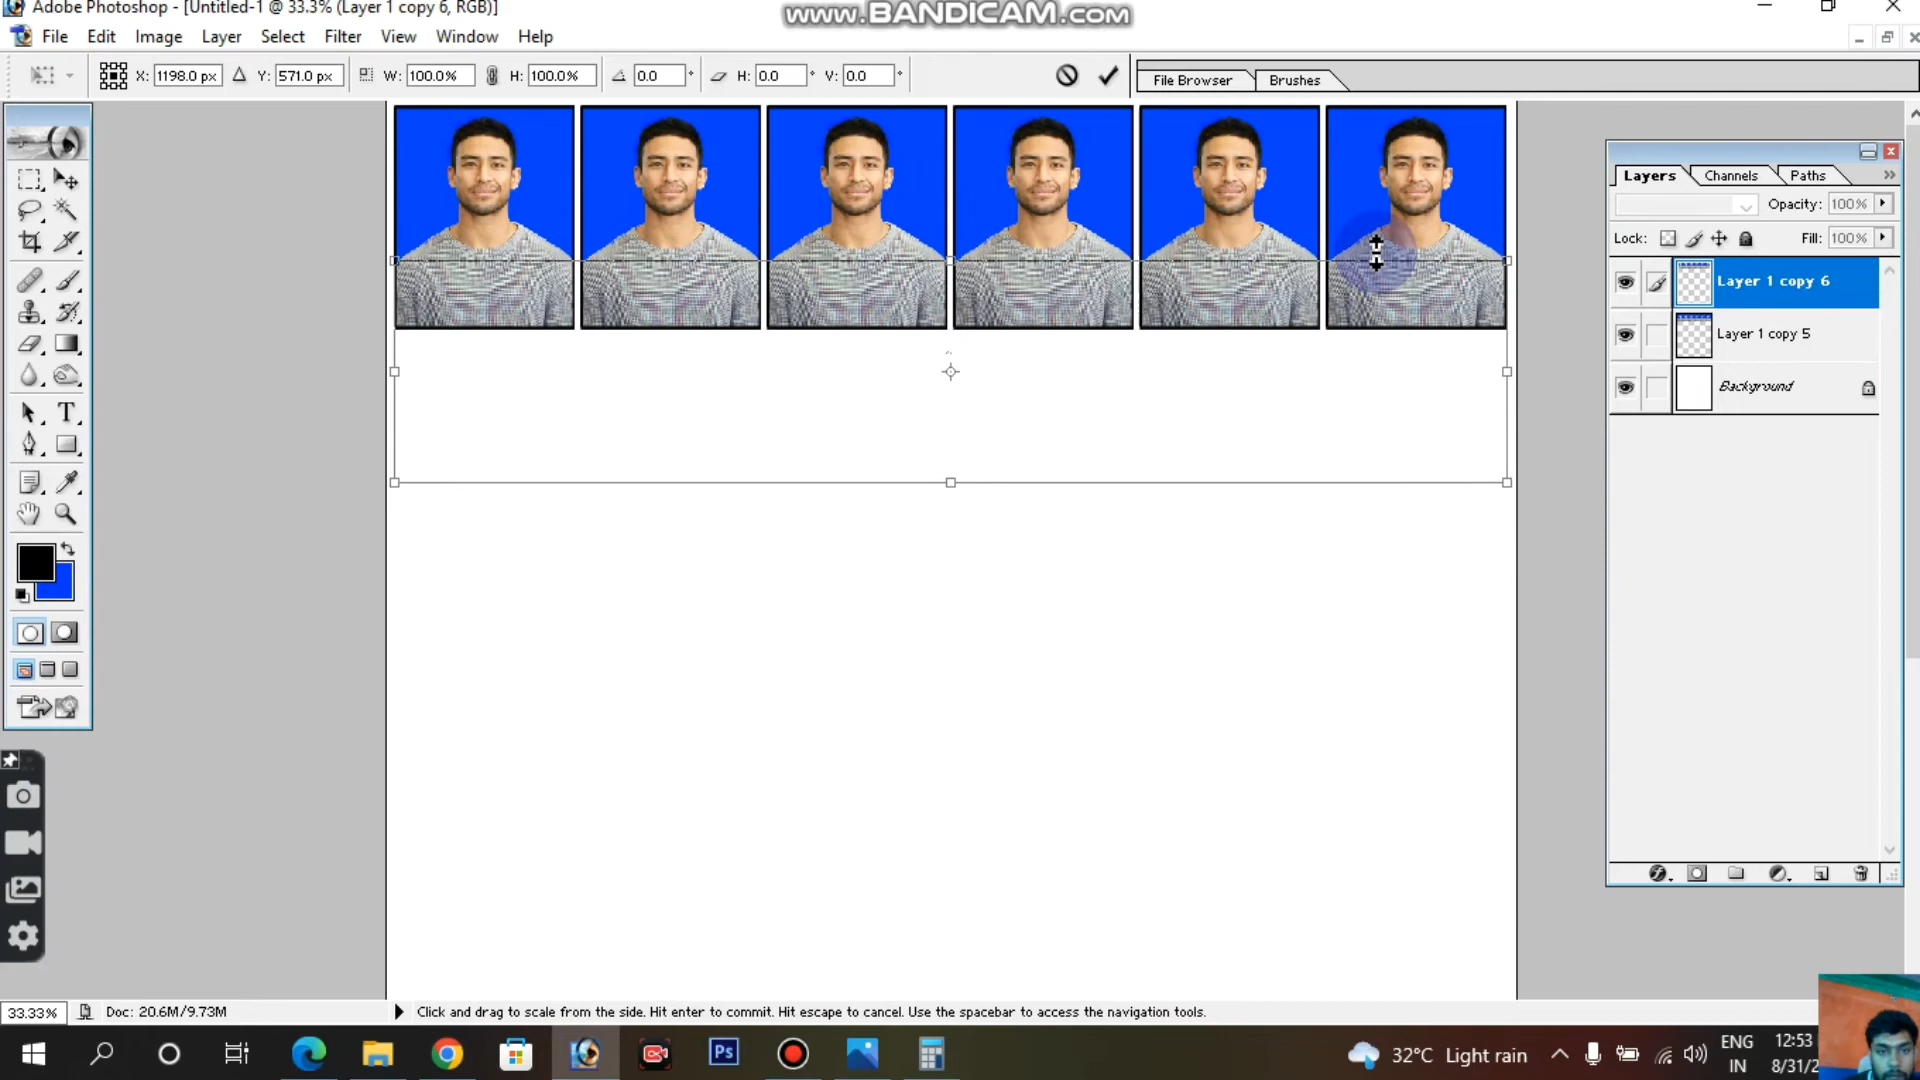 Adobe Photoshop - [Untitled-1 @ 33.3% (Layer 1 copy 6, RGB)]
www.BANDICAM.com
File Edit Image Layer Select Filter View Window Help
X: 1198.0 px Y: 571.0 px W: 100.0% H: 100.0% 0.0 ° H: 0.0 ° V: 0.0 °
File Browser Brushes
Layers Channels Paths
Opacity: 100%
Lock: Fill: 100%
Layer 1 copy 6
Layer 1 copy 5
Background
T
33.33% Doc: 20.6M/9.73M Click and drag to scale from the side. Hit enter to commit. Hit escape to cancel. Use the spacebar to access the navigation tools.
Ps
32°C Light rain
ENG
IN
12:53
8/31/2